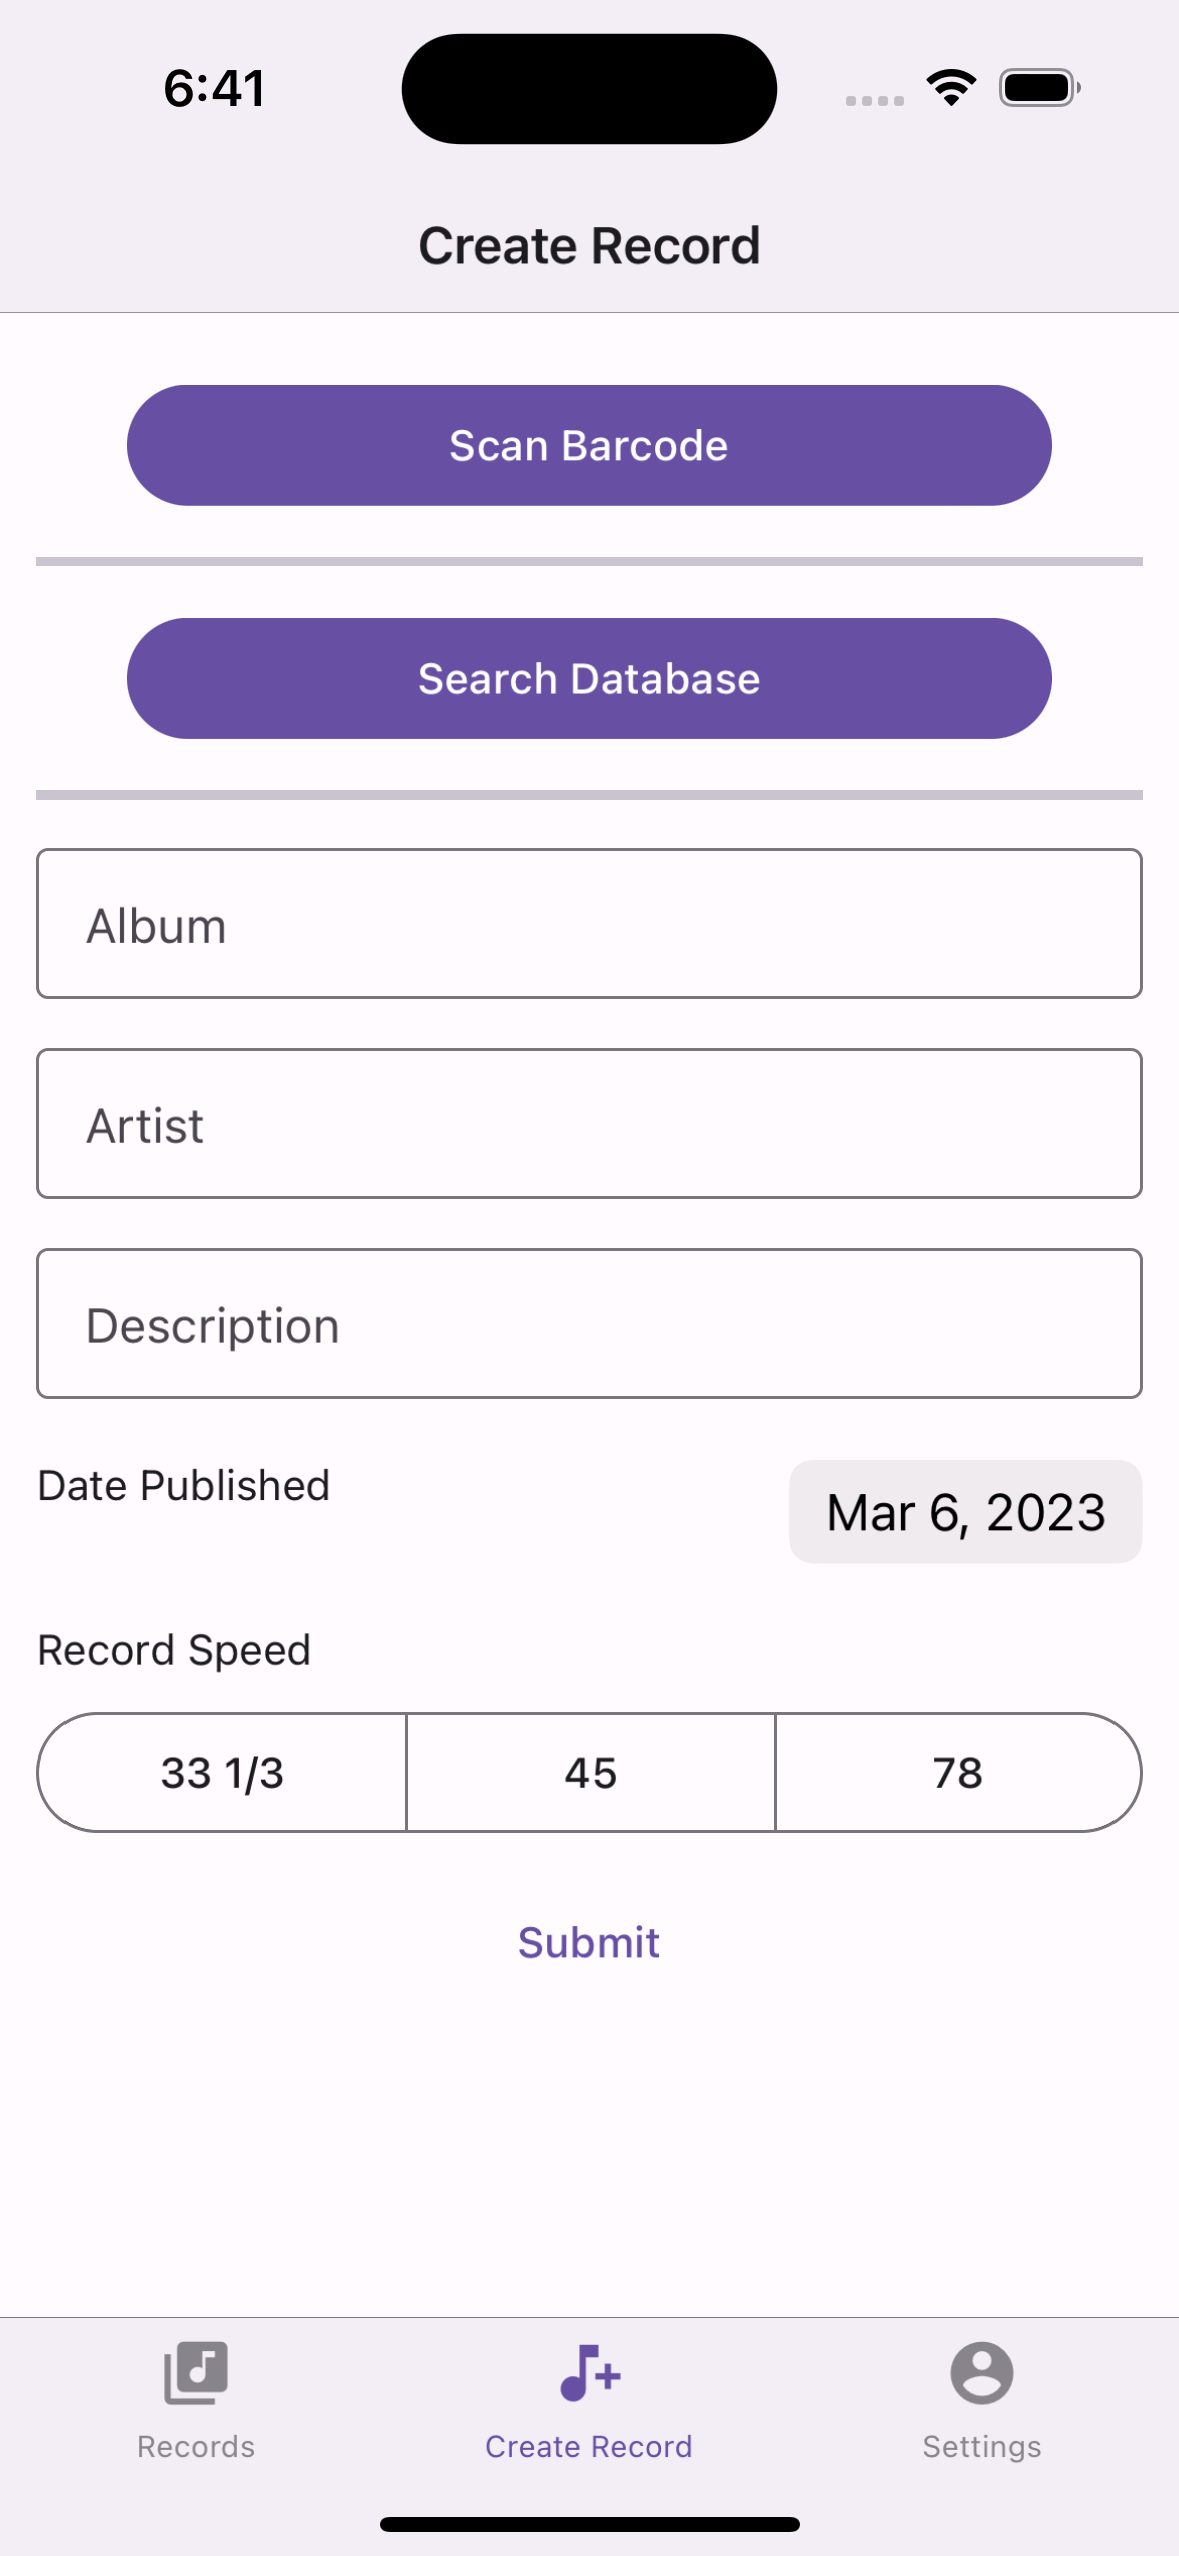 6:41
Create Record
Scan Barcode
Search Database
Album
Artist
Description
Date Published
Mar 6, 2023
Record Speed
33 1/3 45 78
Submit
Records Create Record Settings